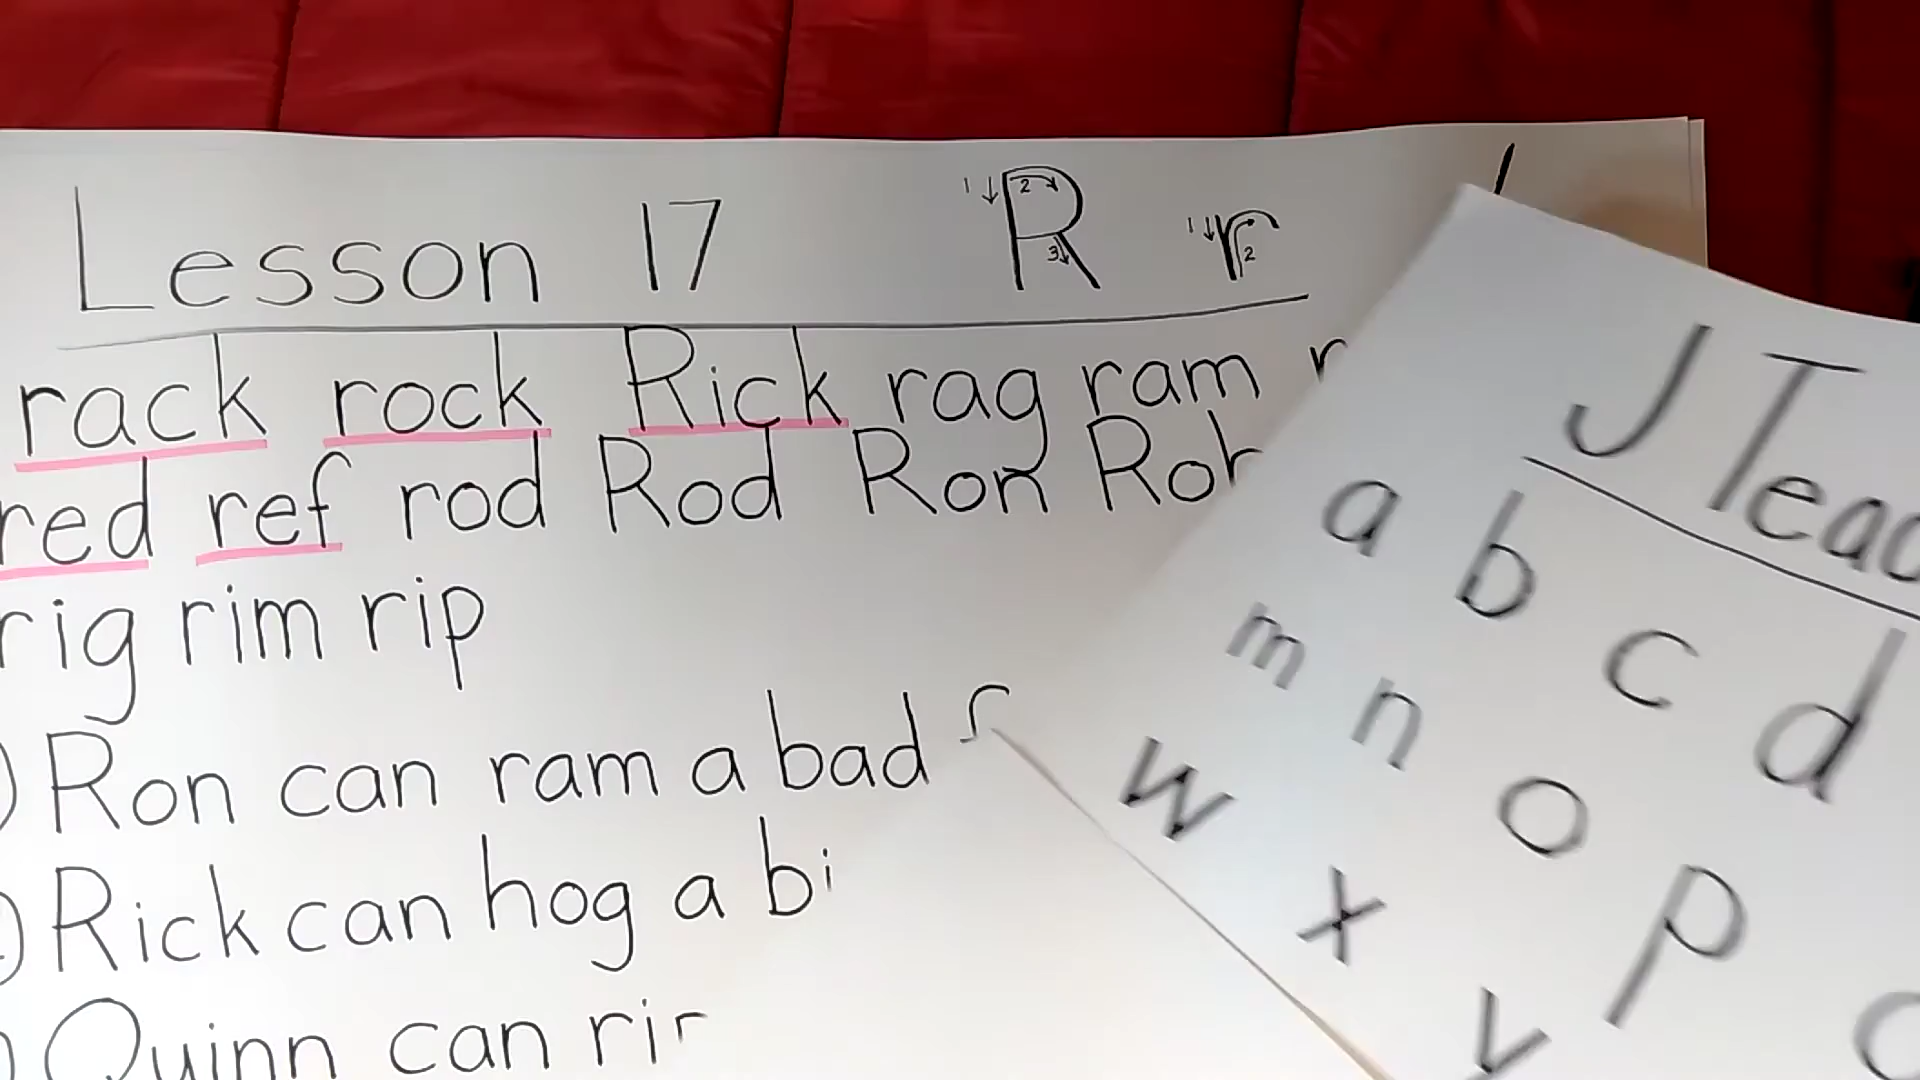 Lesson 17 R r
rack rock Rick rag ram
red ref rod Rod Ron
rig rim rip
Ron can ram a bad
Rick can hog a
Quinn can
J
a b c d
m n o p
w x y